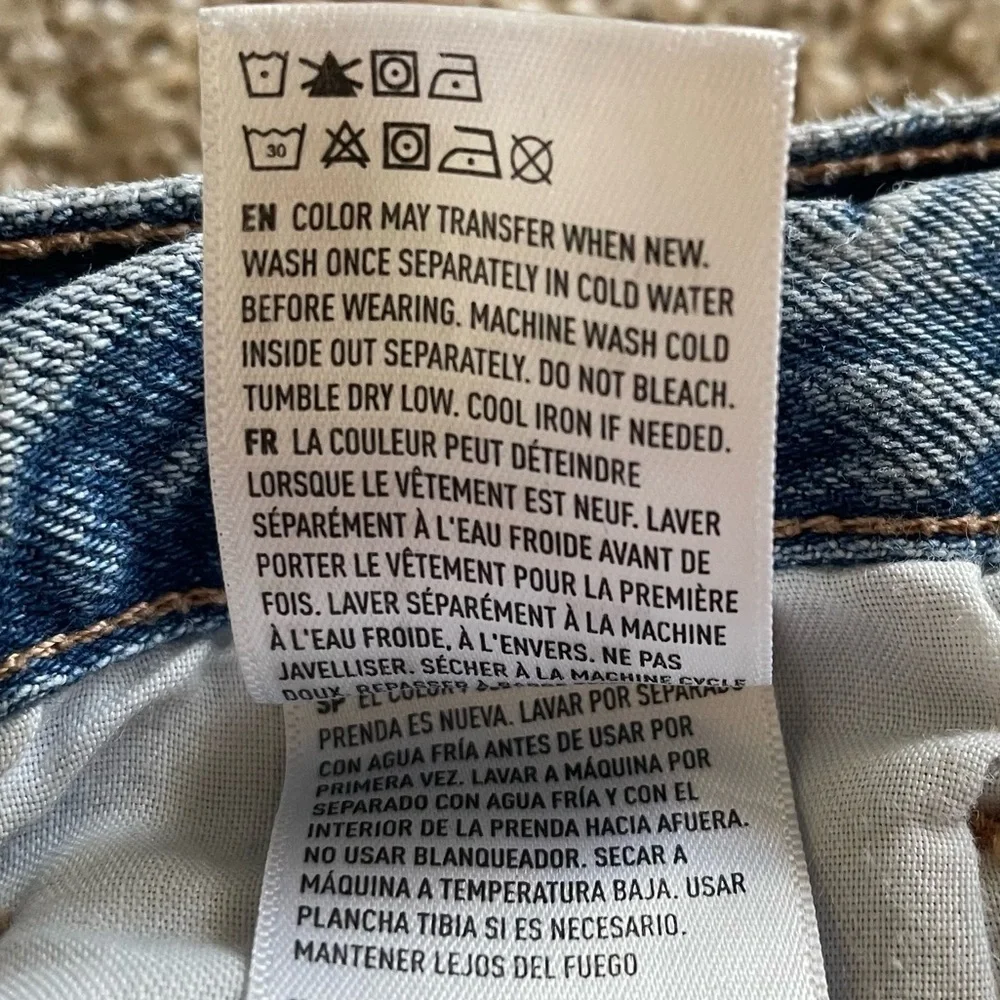 30
EN COLOR MAY TRANSFER WHEN NEW.
WASH ONCE SEPARATELY IN COLD WATER
BEFORE WEARING. MACHINE WASH COLD
INSIDE OUT SEPARATELY. DO NOT BLEACH.
TUMBLE DRY LOW. COOL IRON IF NEEDED.
FR LA COULEUR PEUT DÉTEINDRE
LORSQUE LE VÊTEMENT EST NEUF. LAVER
SÉPARÉMENT À L'EAU FROIDE AVANT DE
PORTER LE VÊTEMENT POUR LA PREMIÈRE
FOIS. LAVER SÉPARÉMENT À LA MACHINE
À L'EAU FROIDE, À L'ENVERS. NE PAS
JAVELLISER. SÉCHER À LA MACHINE CYCLE
DOUX. REPASSER À
SP EL COLOR
PRENDA ES NUEVA. LAVAR POR SEPARADO
CON AGUA FRÍA ANTES DE USAR POR
PRIMERA VEZ. LAVAR A MÁQUINA POR
SEPARADO CON AGUA FRÍA Y CON EL
INTERIOR DE LA PRENDA HACIA AFUERA.
NO USAR BLANQUEADOR. SECAR A
MÁQUINA A TEMPERATURA BAJA. USAR
PLANCHA TIBIA SI ES NECESARIO.
MANTENER LEJOS DEL FUEGO